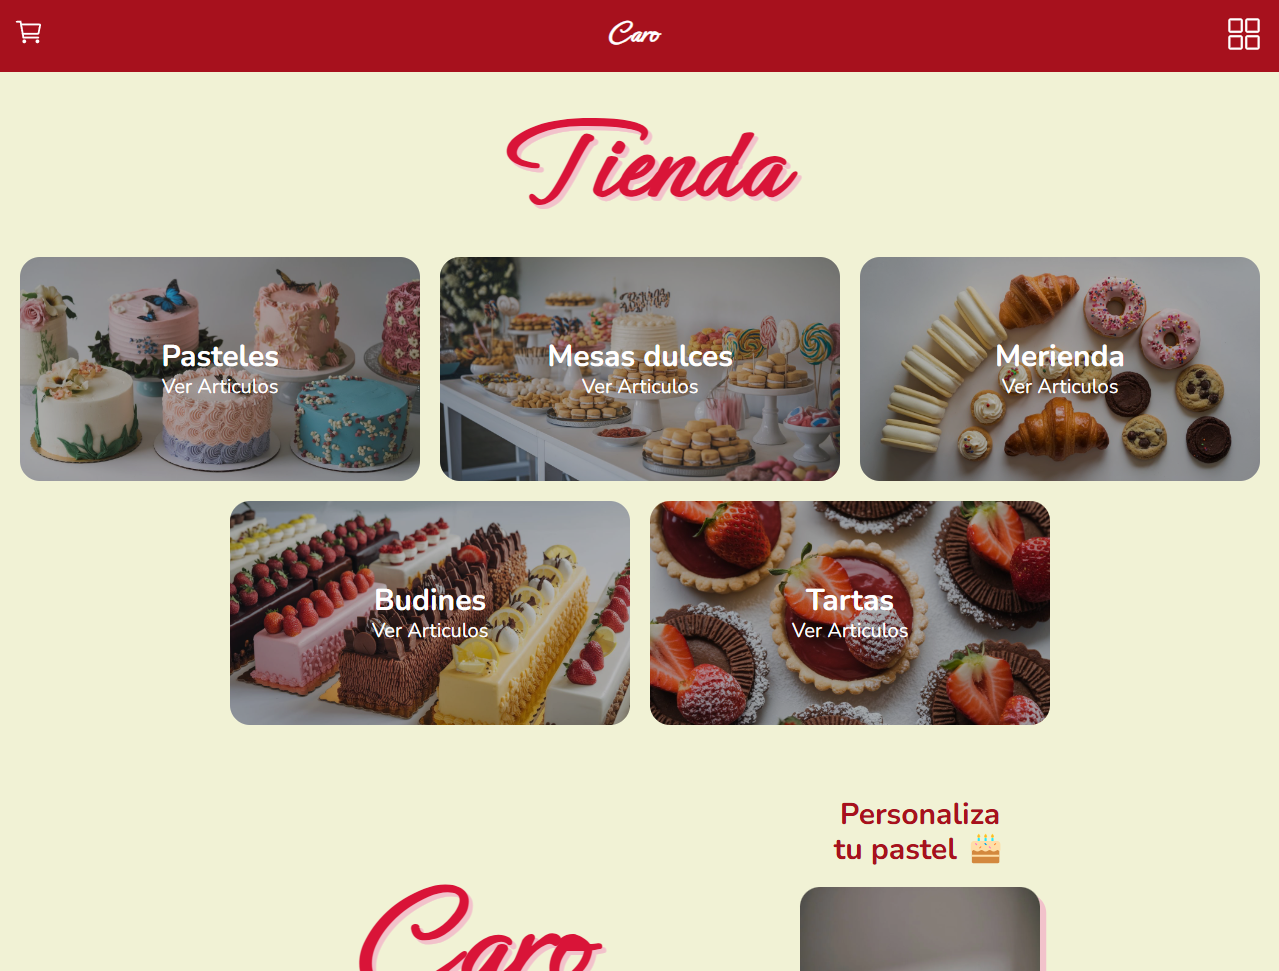 Caro
Tienda
Pasteles
Ver Articulos
Mesas dulces
Ver Articulos
Merienda
Ver Articulos
Budines
Ver Articulos
Tartas
Ver Articulos
Personaliza
tu pastel 🎂
Caro